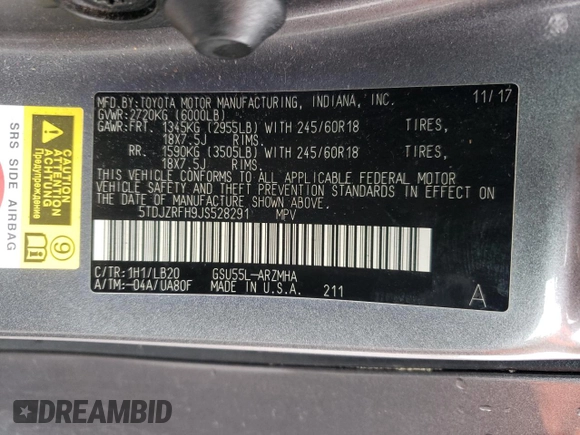 MFD.BY:TOYOTA MOTOR MANUFACTURING, INDIANA, INC. 11/17
GVWR:2720KG (6000LB)
GAWR:FRT. 1345KG (2955LB) WITH 245/60R18 TIRES,
18X7.5J RIMS.
RR. 1590KG (3505LB) WITH 245/60R18 TIRES,
18X7.5J RIMS.
THIS VEHICLE CONFORMS TO ALL APPLICABLE FEDERAL MOTOR
VEHICLE SAFETY AND THEFT PREVENTION STANDARDS IN EFFECT ON
THE DATE OF MANUFACTURE SHOWN ABOVE.
5TDJZRFH9JS528291 MPV
C/TR:1H1/LB20 GSU55L-ARZMHA
A/TM:-04A/UA80F MADE IN U.S.A. 211 A
SRS SIDE AIRBAG
CAUTION
ATTENTION
ACHTUNG
Предупреждение
9
DREAMBID